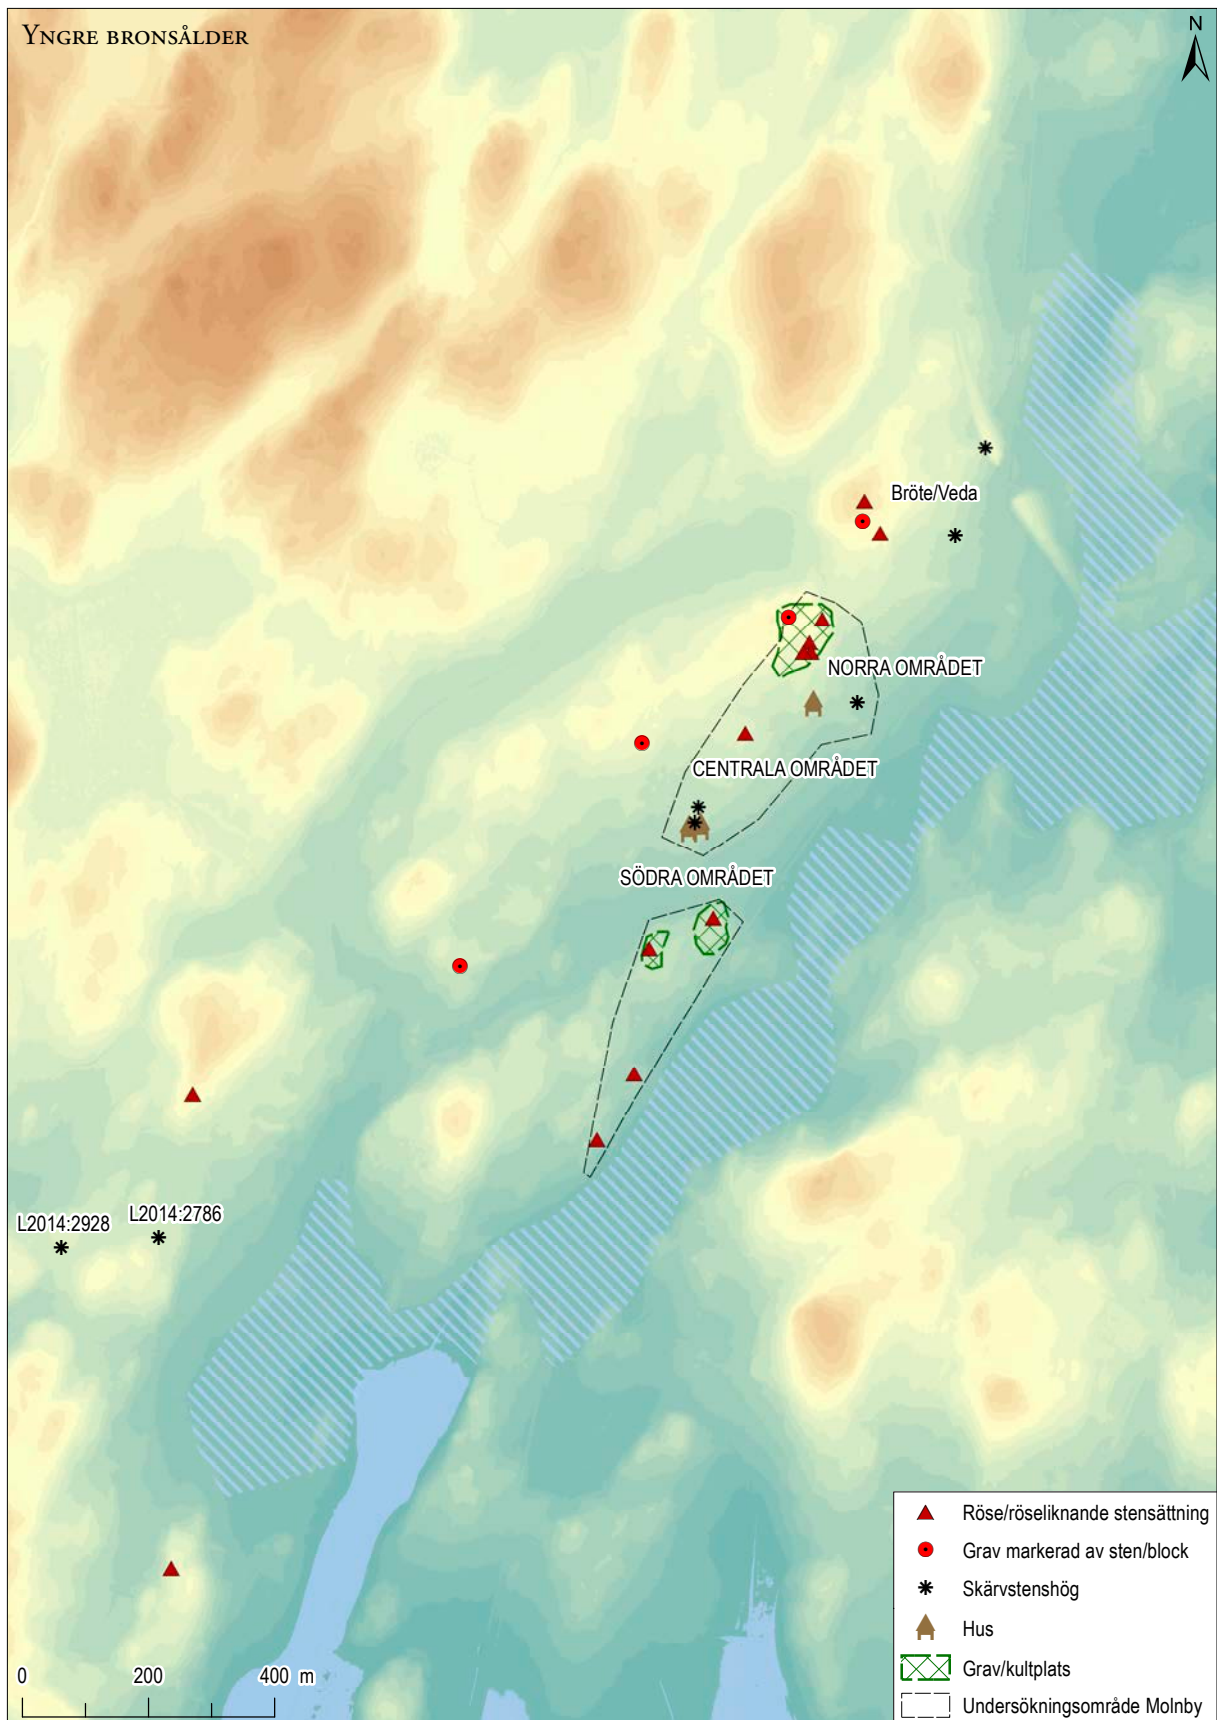 Yngre bronsålder
N
Bröte/Veda
NORRA OMRÅDET
CENTRALA OMRÅDET
SÖDRA OMRÅDET
L2014:2928
L2014:2786
Röse/röseliknande stensättning
Grav markerad av sten/block
Skärvstenshög
Hus
Grav/kultplats
Undersökningsområde Molnby
0 200 400 m